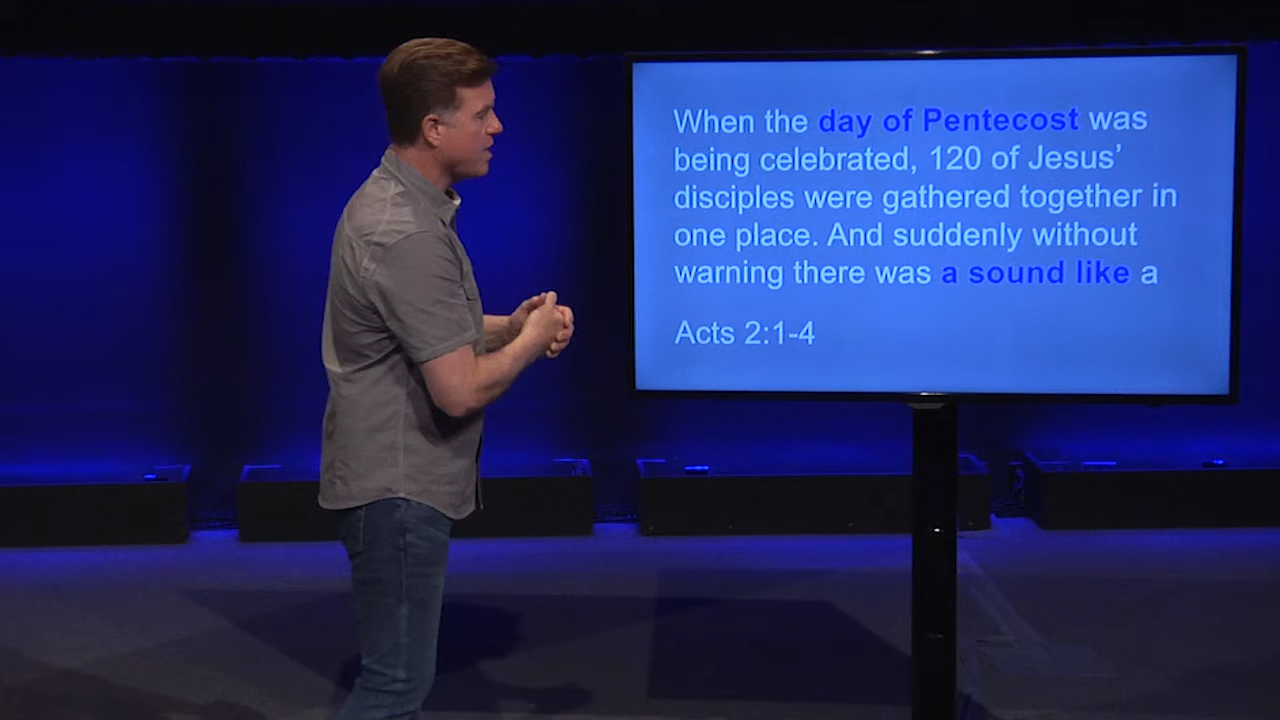 When the day of Pentecost was
being celebrated, 120 of Jesus’
disciples were gathered together in
one place. And suddenly without
warning there was a sound like a
Acts 2:1-4